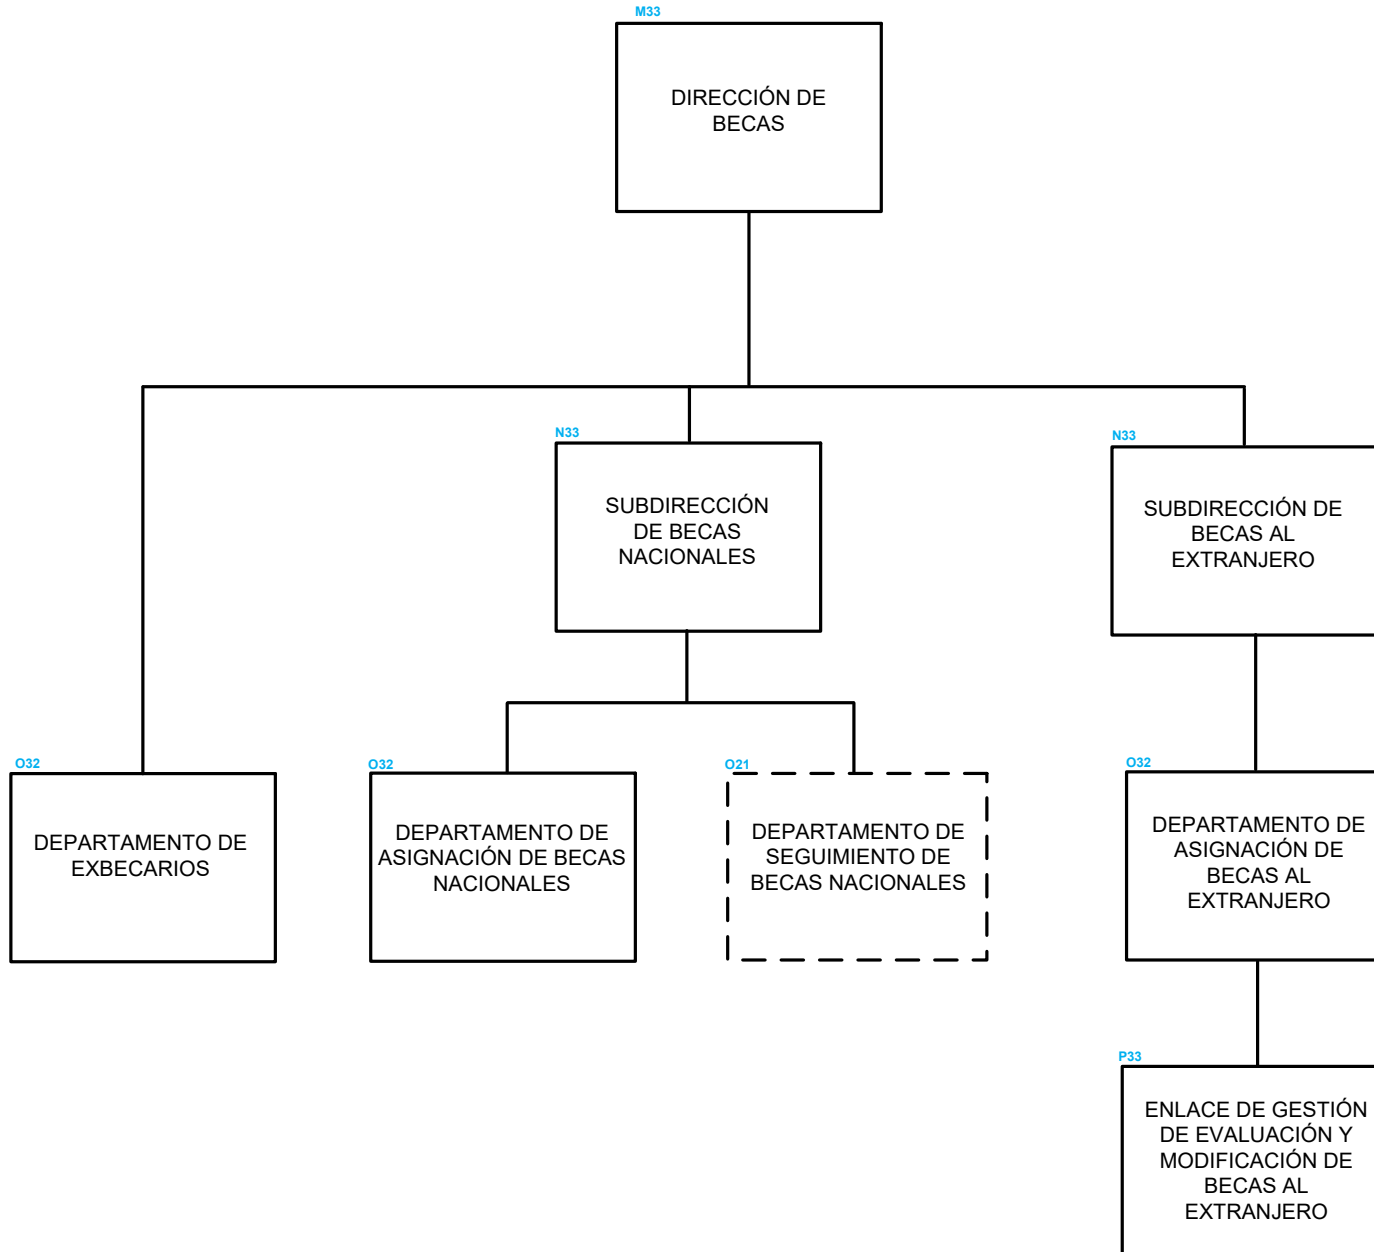 M33
DIRECCIÓN DE
BECAS
N33
SUBDIRECCIÓN
DE BECAS
NACIONALES
N33
SUBDIRECCIÓN DE
BECAS AL
EXTRANJERO
O32
DEPARTAMENTO DE
EXBECARIOS
O32
DEPARTAMENTO DE
ASIGNACIÓN DE BECAS
NACIONALES
O21
DEPARTAMENTO DE
SEGUIMIENTO DE
BECAS NACIONALES
O32
DEPARTAMENTO DE
ASIGNACIÓN DE
BECAS AL
EXTRANJERO
P33
ENLACE DE GESTIÓN
DE EVALUACIÓN Y
MODIFICACIÓN DE
BECAS AL
EXTRANJERO